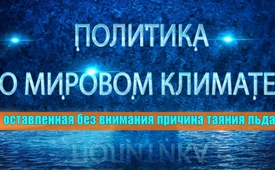 ПОЛИТИКА
О МИРОВОМ КЛИМАТЕ
оставленная без внимания причина таяния льда